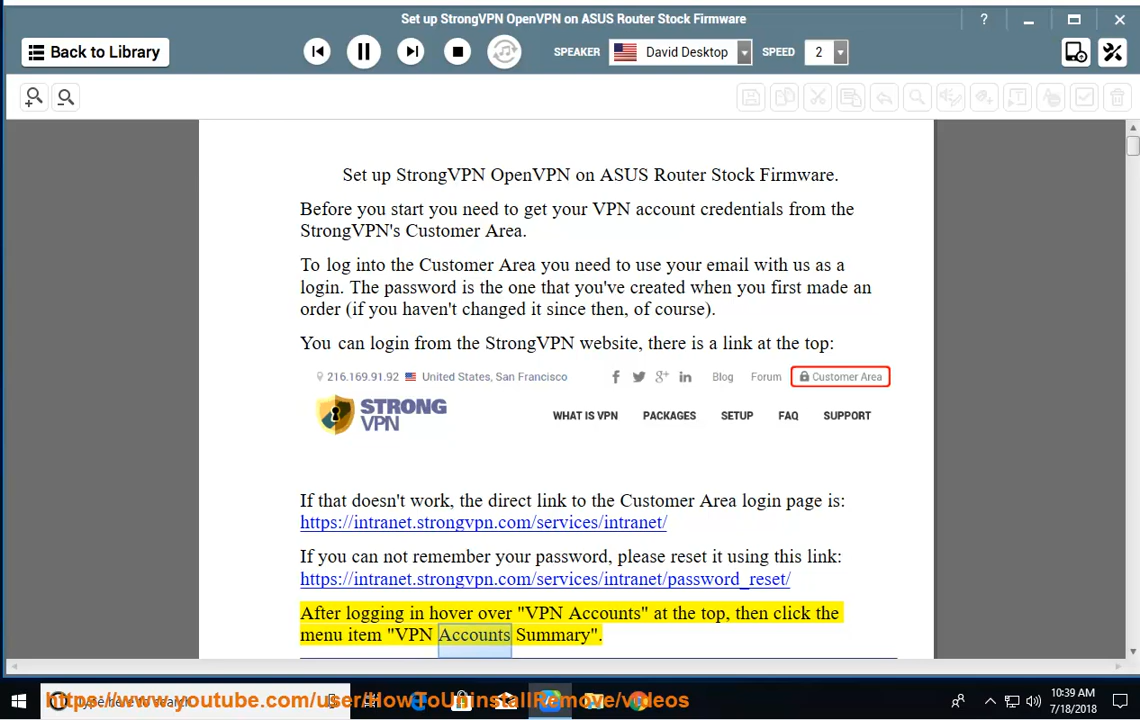 Set up StrongVPN OpenVPN on ASUS Router Stock Firmware
?
Back to Library
SPEAKER
David Desktop
SPEED
2
Set up StrongVPN OpenVPN on ASUS Router Stock Firmware.
Before you start you need to get your VPN account credentials from the
StrongVPN's Customer Area.
To log into the Customer Area you need to use your email with us as a
login. The password is the one that you've created when you first made an
order (if you haven't changed it since then, of course).
You can login from the StrongVPN website, there is a link at the top:
216.169.91.92 United States, San Francisco
Blog Forum Customer Area
STRONG
VPN
WHAT IS VPN PACKAGES SETUP FAQ SUPPORT
If that doesn't work, the direct link to the Customer Area login page is:
https://intranet.strongvpn.com/services/intranet/
If you can not remember your password, please reset it using this link:
https://intranet.strongvpn.com/services/intranet/password_reset/
After logging in hover over "VPN Accounts" at the top, then click the
menu item "VPN Accounts Summary".
https://www.youtube.com/user/HowToUninstallRemove/videos
10:39 AM
7/18/2018